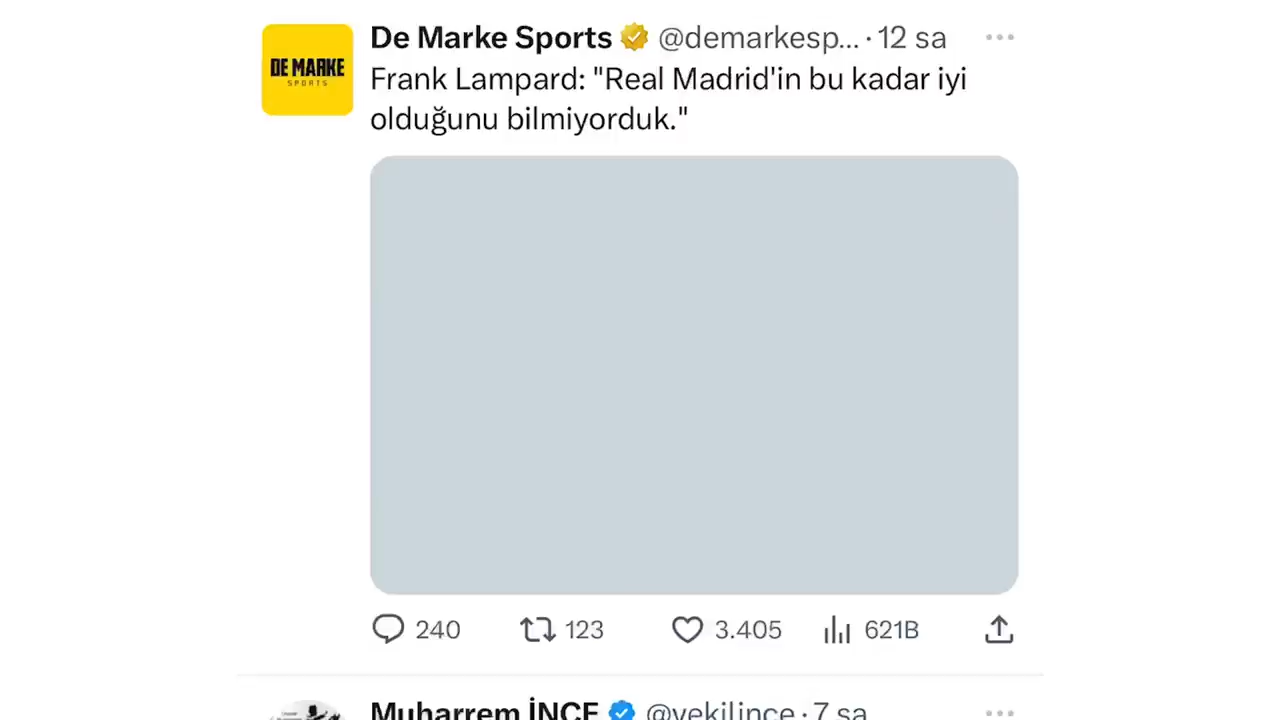 De Marke Sports @demarkesp... · 12 sa
DE MARKE
SPORTS
Frank Lampard: "Real Madrid'in bu kadar iyi
olduğunu bilmiyorduk."
240 123 3.405 621B
Muharrem İNCE @vekilince · 7 sa